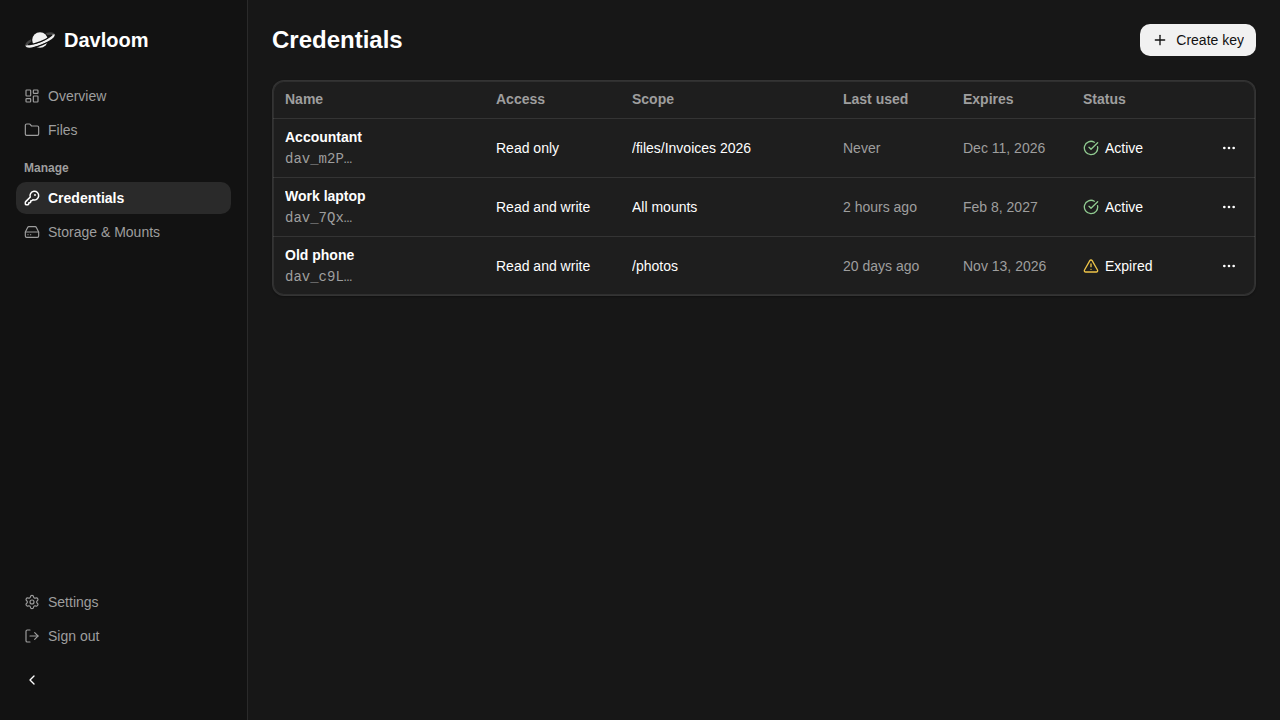 Davloom
Overview
Files
Manage
Credentials
Storage & Mounts
Settings
Sign out
Credentials
Create key
Name Access Scope Last used Expires Status
Accountant
dav_m2P…
Read only /files/Invoices 2026 Never Dec 11, 2026 Active
Work laptop
dav_7Qx…
Read and write All mounts 2 hours ago Feb 8, 2027 Active
Old phone
dav_c9L…
Read and write /photos 20 days ago Nov 13, 2026 Expired